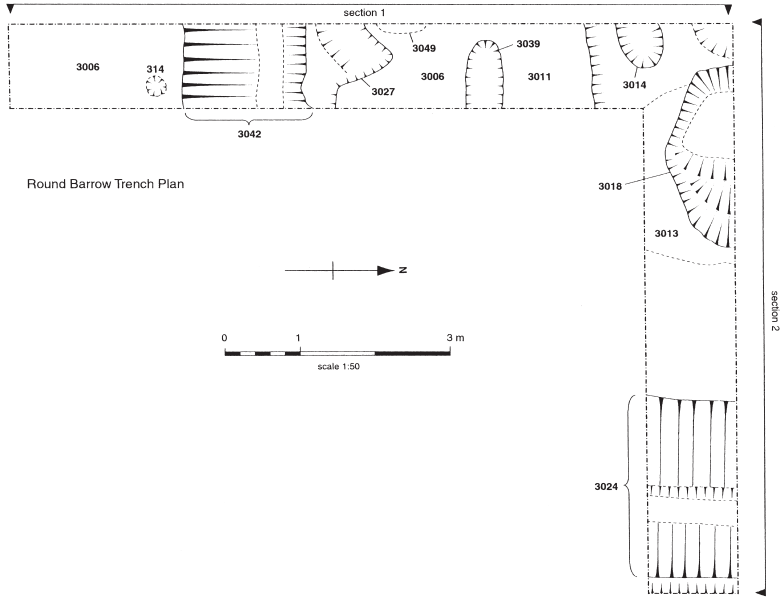 section 1
3049
3039
3006
314
3027
3006
3011
3014
3042
Round Barrow Trench Plan
3018
3013
N
section 2
0 1 3 m
scale 1:50
3024